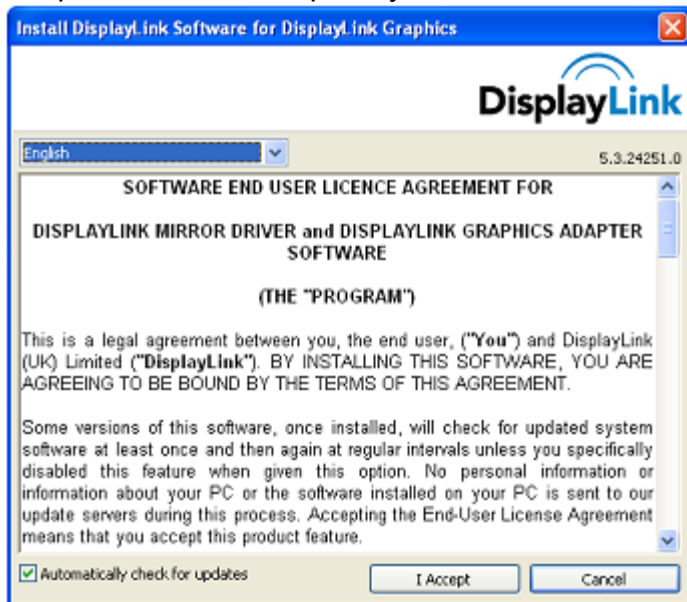 Install DisplayLink Software for DisplayLink Graphics
DisplayLink
English
5.3.24251.0
SOFTWARE END USER LICENCE AGREEMENT FOR
DISPLAYLINK MIRROR DRIVER and DISPLAYLINK GRAPHICS ADAPTER
SOFTWARE
(THE "PROGRAM")
This is a legal agreement between you, the end user, ("You") and DisplayLink
(UK) Limited ("DisplayLink"). BY INSTALLING THIS SOFTWARE, YOU ARE
AGREEING TO BE BOUND BY THE TERMS OF THIS AGREEMENT.
Some versions of this software, once installed, will check for updated system
software at least once and then again at regular intervals unless you specifically
disabled this feature when given this option. No personal information or
information about your PC or the software installed on your PC is sent to our
update servers during this process. Accepting the End-User License Agreement
means that you accept this product feature.
Automatically check for updates
I Accept
Cancel